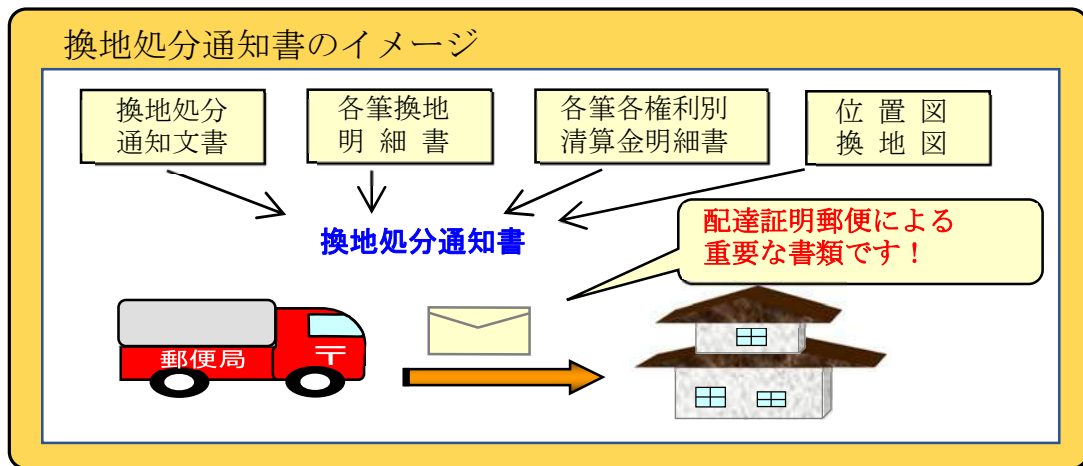 換地処分通知書のイメージ
換地処分
通知文書
各筆換地
明細書
各筆各権利別
清算金明細書
位置図
換地図
換地処分通知書
配達証明郵便による
重要な書類です！
郵便局
〒